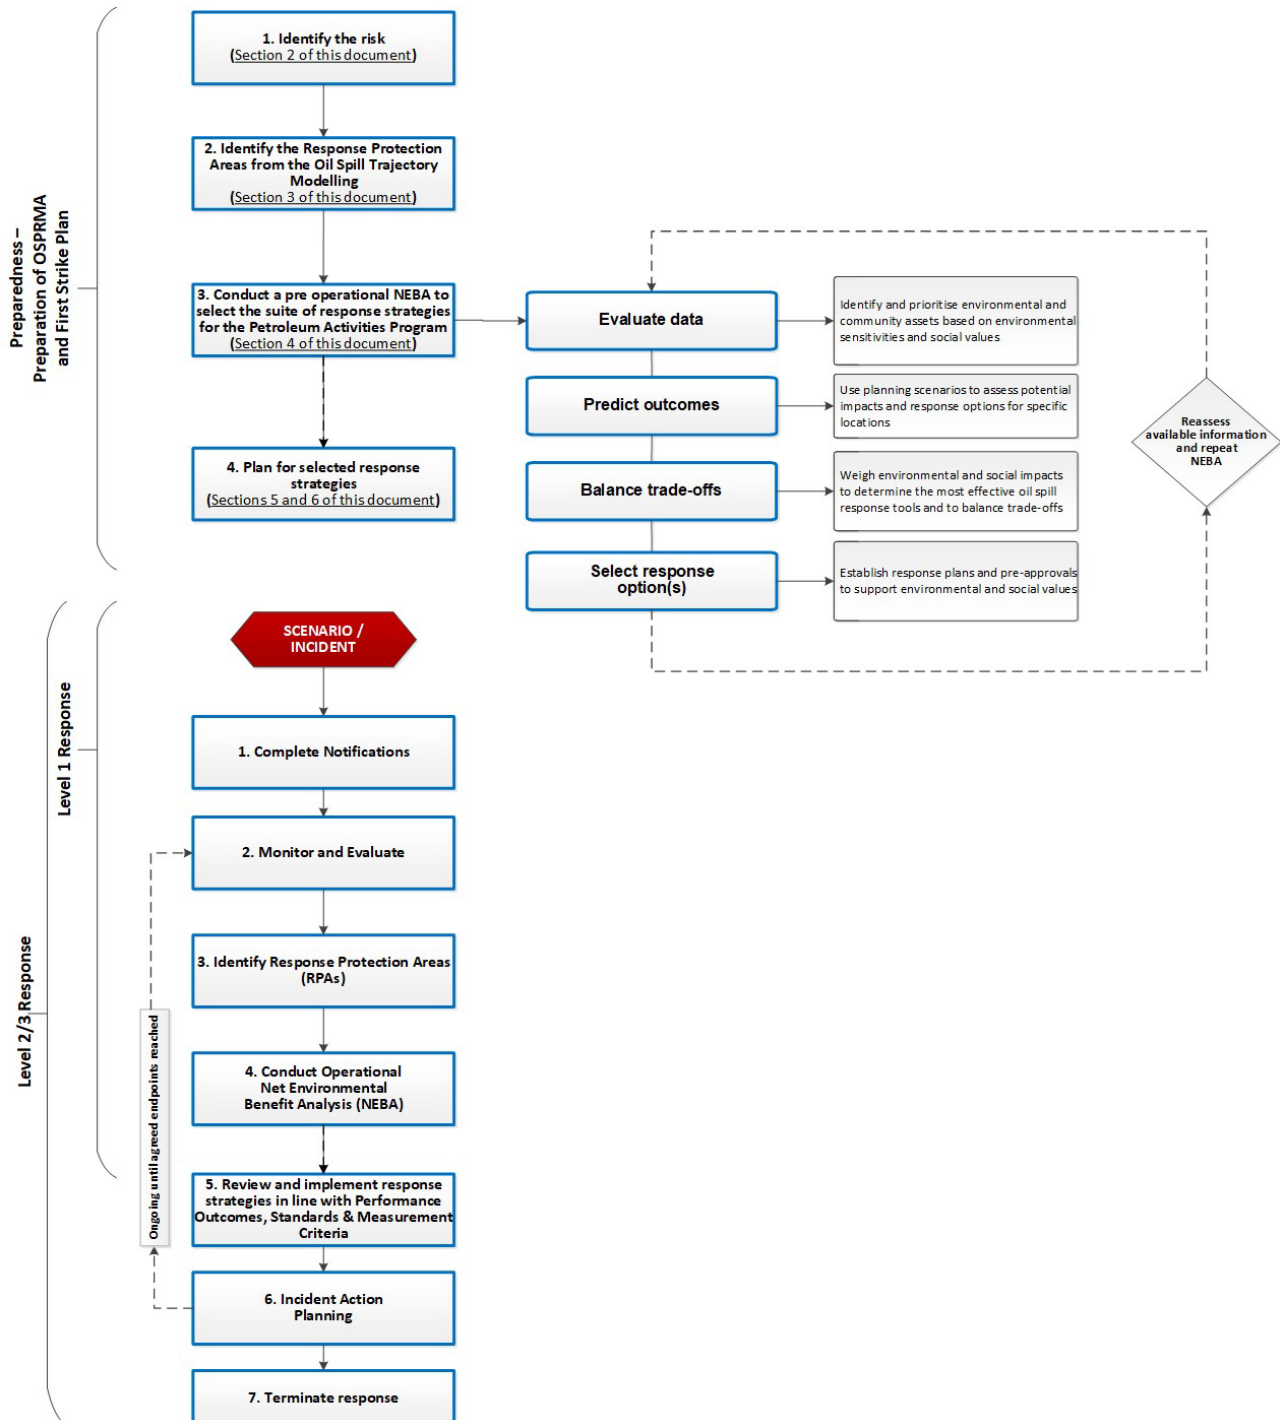 Preparedness –
Preparation of OSPRMA
and First Strike Plan
1. Identify the risk
(Section 2 of this document)
2. Identify the Response Protection
Areas from the Oil Spill Trajectory
Modelling
(Section 3 of this document)
3. Conduct a pre operational NEBA to
select the suite of response strategies
for the Petroleum Activities Program
(Section 4 of this document)
4. Plan for selected response
strategies
(Sections 5 and 6 of this document)
Evaluate data
Identify and prioritise environmental and
community assets based on environmental
sensitivities and social values
Predict outcomes
Use planning scenarios to assess potential
impacts and response options for specific
locations
Balance trade-offs
Weigh environmental and social impacts
to determine the most effective oil spill
response tools and to balance trade-offs
Select response
option(s)
Establish response plans and pre-approvals
to support environmental and social values
Reassess
available information
and repeat
NEBA
Level 1 Response
Level 2/3 Response
SCENARIO /
INCIDENT
1. Complete Notifications
2. Monitor and Evaluate
3. Identify Response Protection Areas
(RPAs)
4. Conduct Operational
Net Environmental
Benefit Analysis (NEBA)
5. Review and implement response
strategies in line with Performance
Outcomes, Standards & Measurement
Criteria
6. Incident Action
Planning
7. Terminate response
Ongoing until agreed endpoints reached